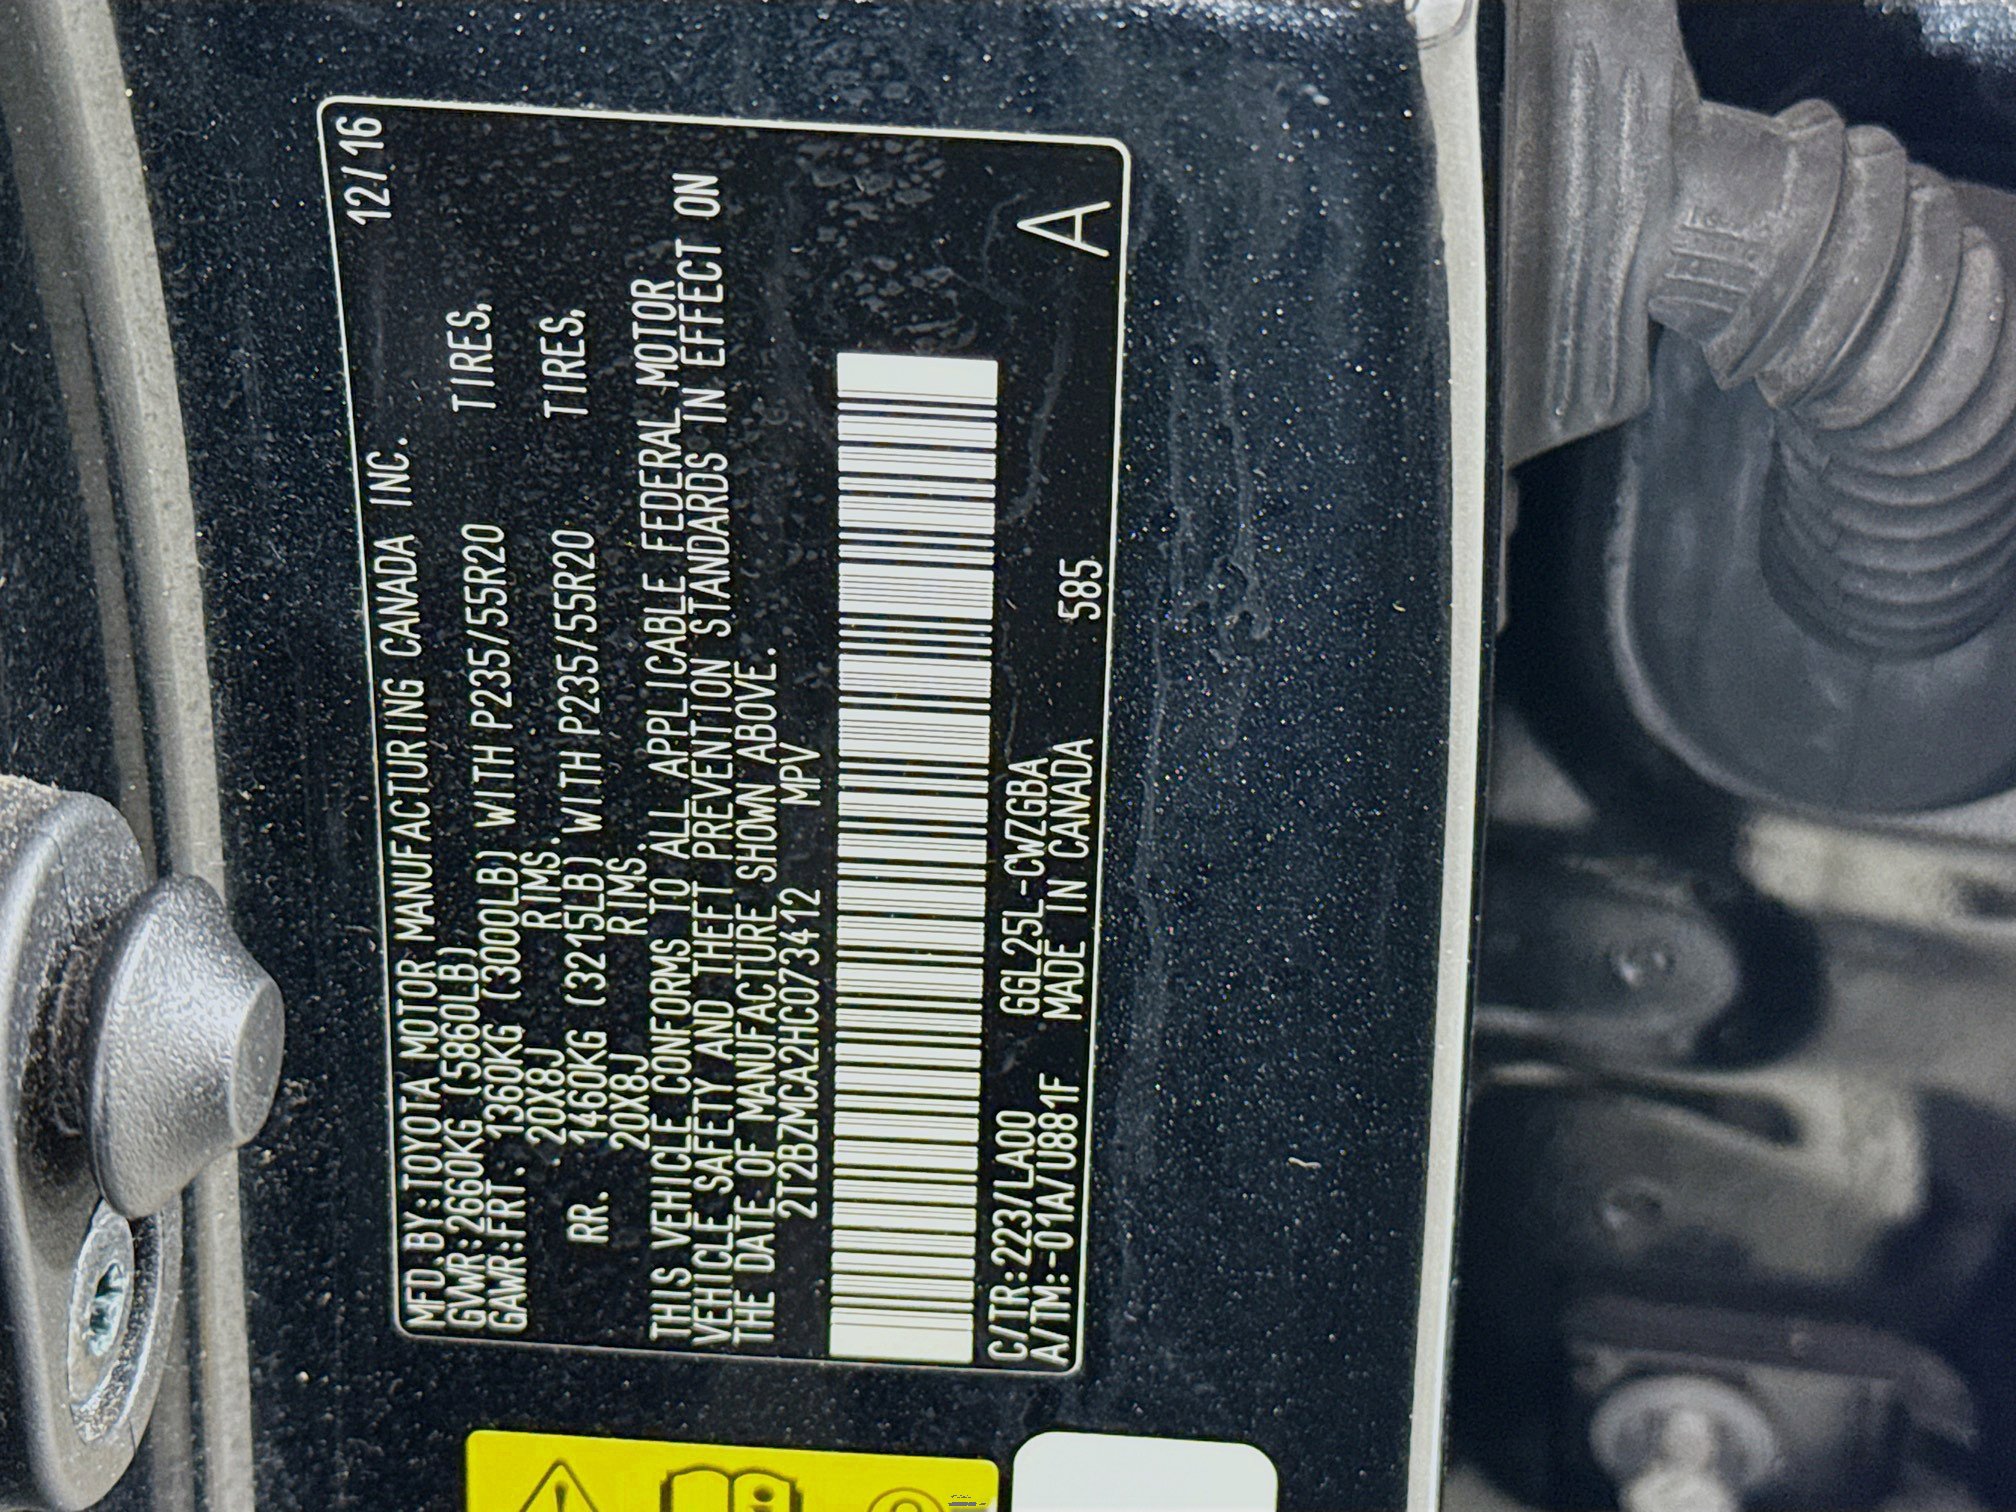 12/16
MFD.BY:TOYOTA MOTOR MANUFACTURING CANADA INC.
GVWR:2660KG (5860LB)
GAWR:FRT. 1360KG (3000LB) WITH P235/55R20 TIRES,
20X8J RIMS.
RR. 1460KG (3215LB) WITH P235/55R20 TIRES,
20X8J RIMS.
THIS VEHICLE CONFORMS TO ALL APPLICABLE FEDERAL MOTOR
VEHICLE SAFETY AND THEFT PREVENTION STANDARDS IN EFFECT ON
THE DATE OF MANUFACTURE SHOWN ABOVE.
2T2BZMCA2HC073412 MPV
C/TR:223/LA00 GGL25L-CWZGBA
A/TM:-01A/U881F MADE IN CANADA 585
A